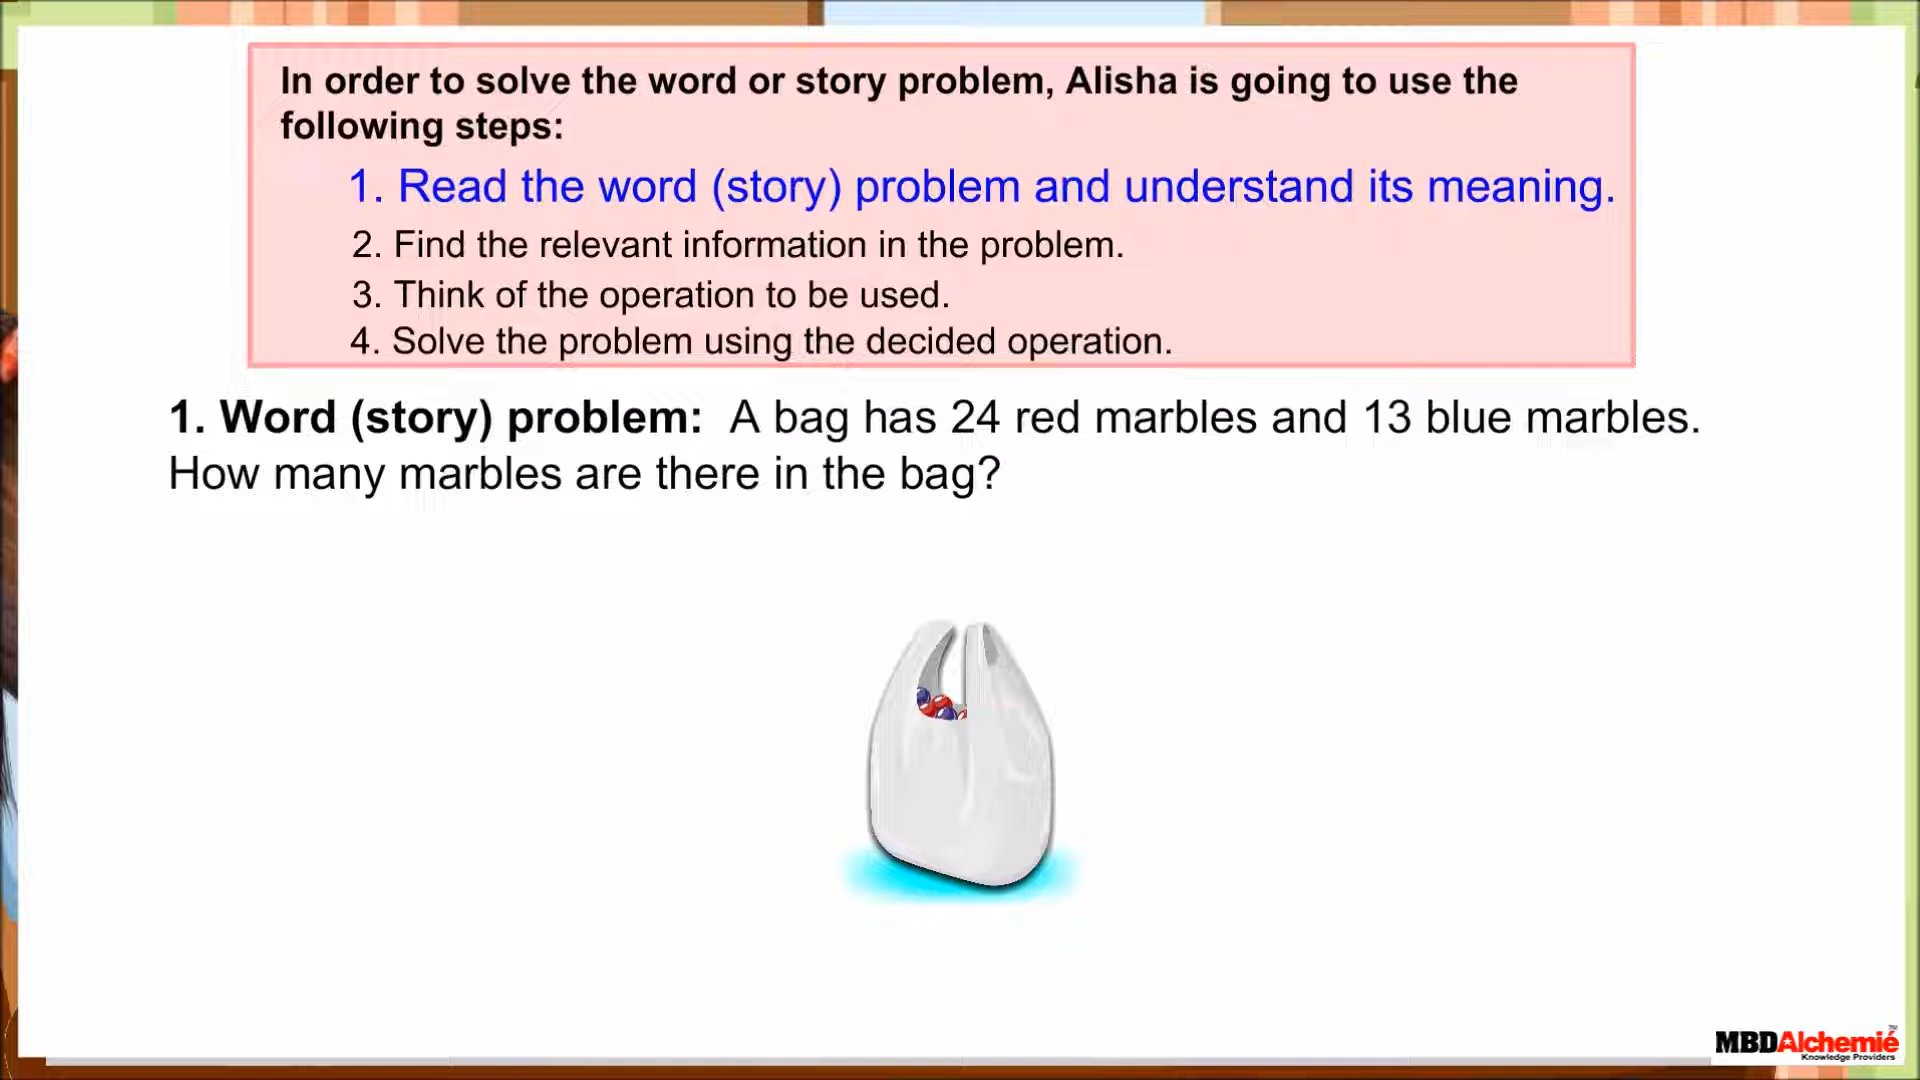 In order to solve the word or story problem, Alisha is going to use the
following steps:
1. Read the word (story) problem and understand its meaning.
2. Find the relevant information in the problem.
3. Think of the operation to be used.
4. Solve the problem using the decided operation.
1. Word (story) problem: A bag has 24 red marbles and 13 blue marbles.
How many marbles are there in the bag?
MBDAlchemié™
Knowledge Providers